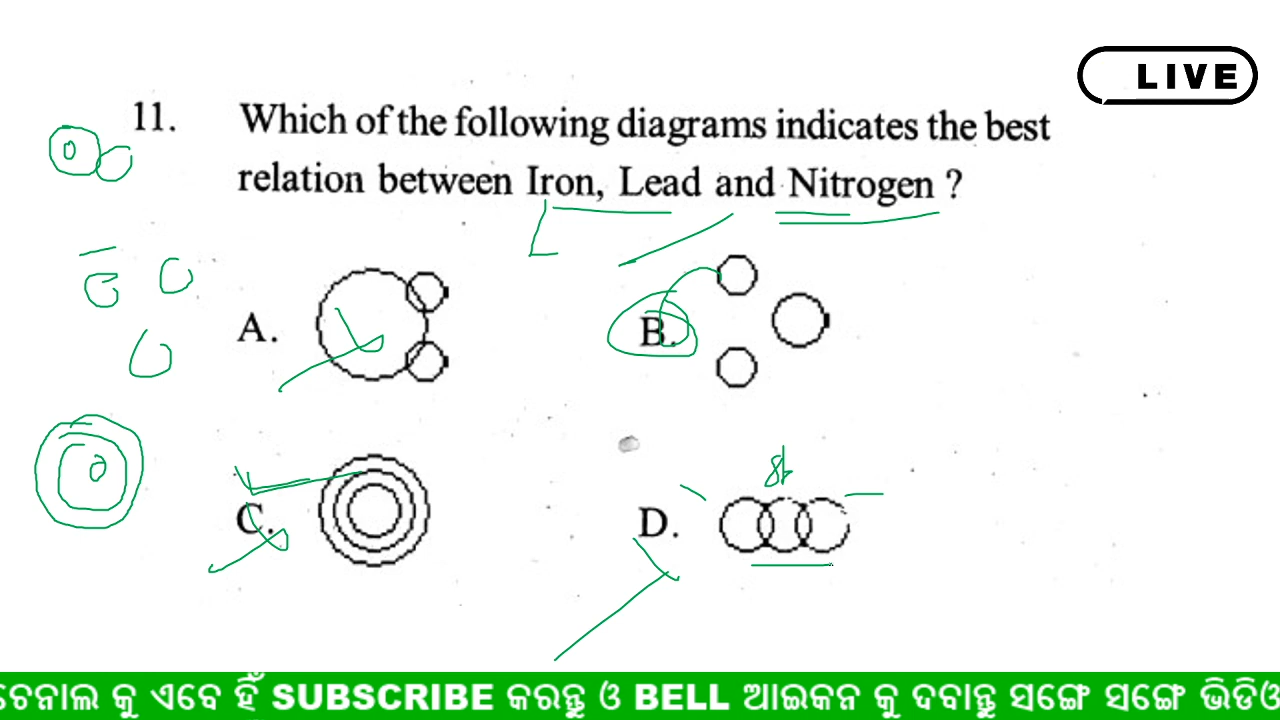 LIVE
11. Which of the following diagrams indicates the best
relation between Iron, Lead and Nitrogen ?
A. B.
C. D.
ଚେନାଲ କୁ ଏବେ ହିଁ SUBSCRIBE କରନ୍ତୁ ଓ BELL ଆଇକନ କୁ ଦବାନ୍ତୁ ସଙ୍ଗେ ସଙ୍ଗେ ଭିଡିଓ